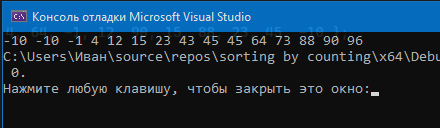 Консоль отладки Microsoft Visual Studio
-10 -10 -1 4 12 15 23 43 45 45 64 73 88 90 96
C:\Users\Иван\source\repos\sorting by counting\x64\Debu
0.
Нажмите любую клавишу, чтобы закрыть это окно: